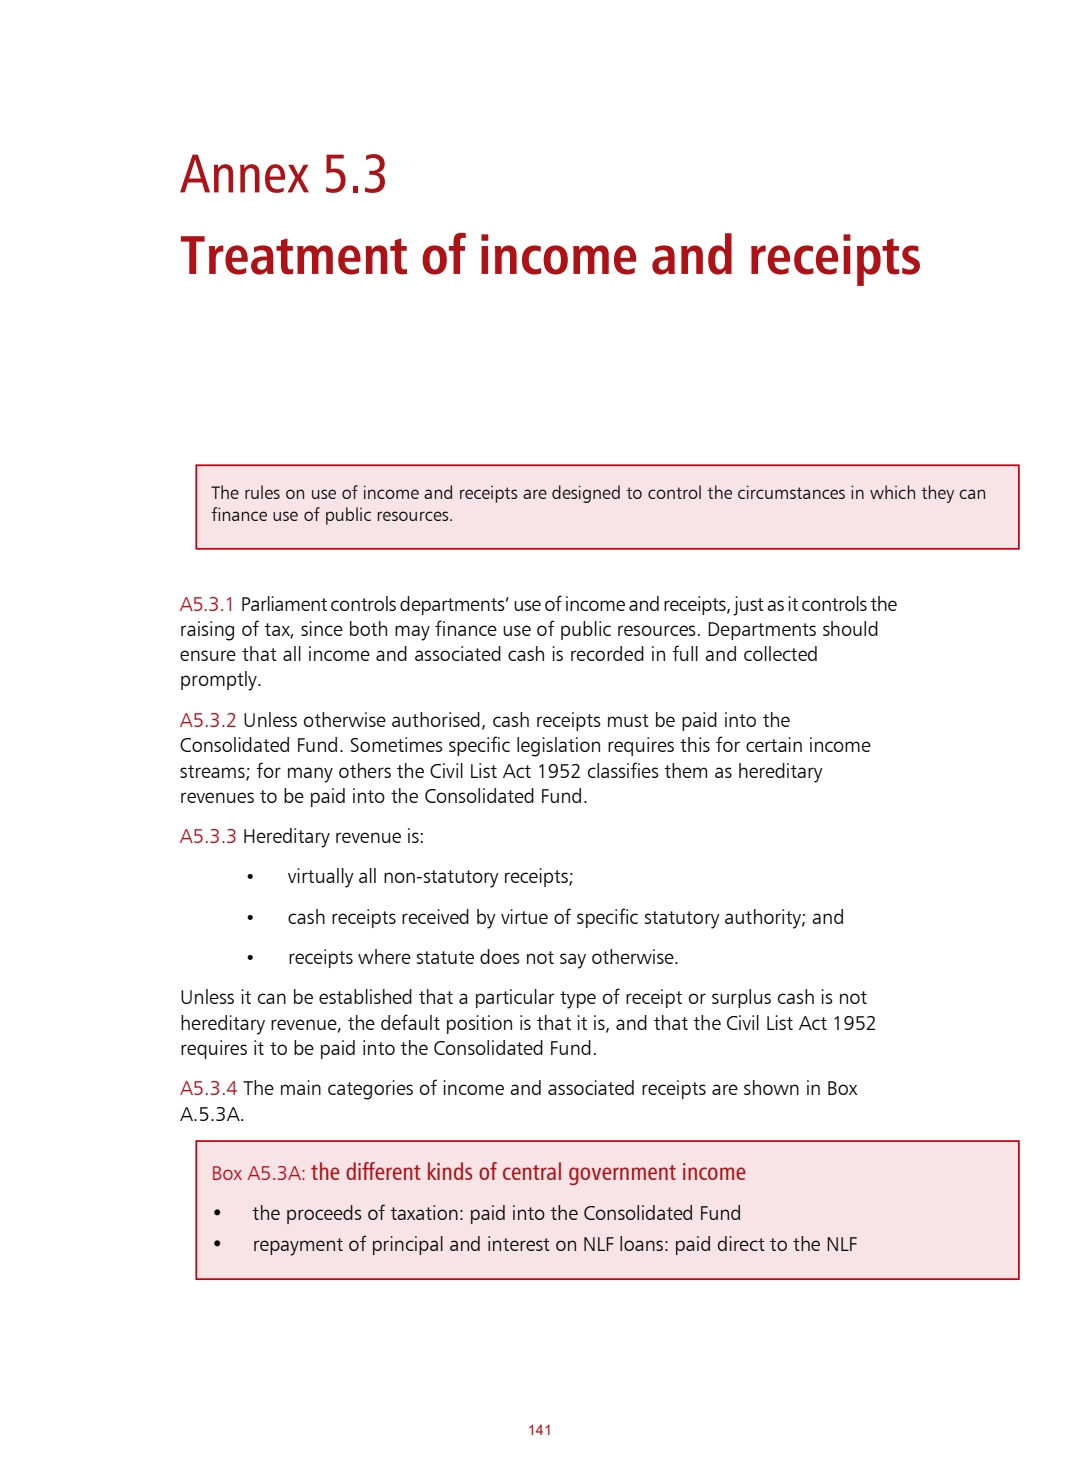 Annex 5.3
Treatment of income and receipts
The rules on use of income and receipts are designed to control the circumstances in which they can
finance use of public resources.
A5.3.1 Parliament controls departments’ use of income and receipts, just as it controls the
raising of tax, since both may finance use of public resources. Departments should
ensure that all income and associated cash is recorded in full and collected
promptly.
A5.3.2 Unless otherwise authorised, cash receipts must be paid into the
Consolidated Fund. Sometimes specific legislation requires this for certain income
streams; for many others the Civil List Act 1952 classifies them as hereditary
revenues to be paid into the Consolidated Fund.
A5.3.3 Hereditary revenue is:
• virtually all non-statutory receipts;
• cash receipts received by virtue of specific statutory authority; and
• receipts where statute does not say otherwise.
Unless it can be established that a particular type of receipt or surplus cash is not
hereditary revenue, the default position is that it is, and that the Civil List Act 1952
requires it to be paid into the Consolidated Fund.
A5.3.4 The main categories of income and associated receipts are shown in Box
A.5.3A.
Box A5.3A: the different kinds of central government income
• the proceeds of taxation: paid into the Consolidated Fund
• repayment of principal and interest on NLF loans: paid direct to the NLF
141